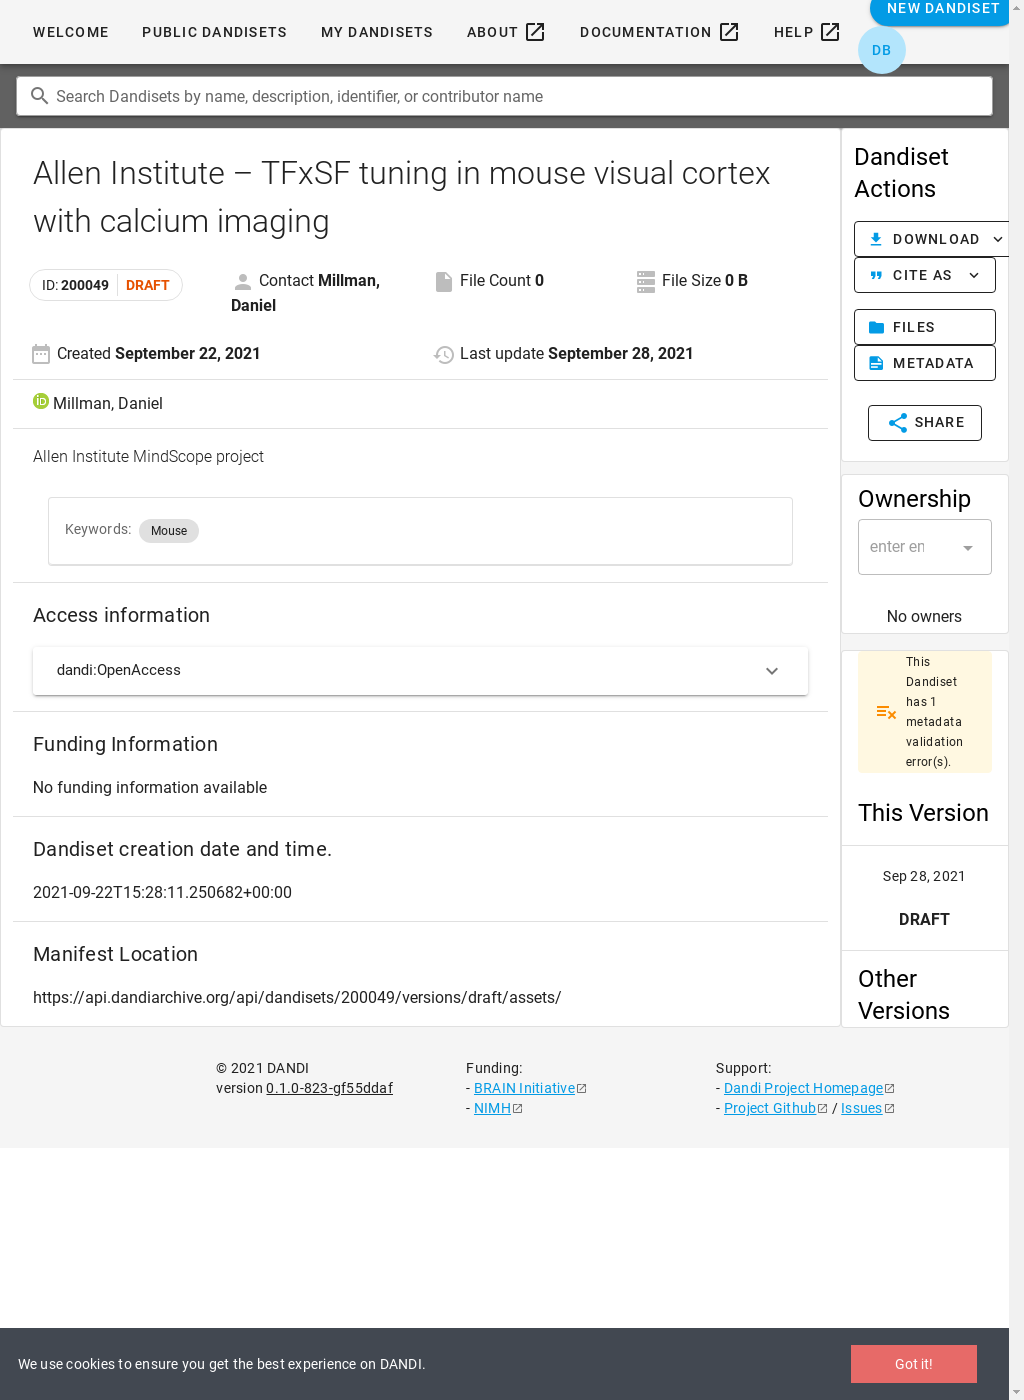 WELCOME PUBLIC DANDISETS MY DANDISETS ABOUT DOCUMENTATION HELP NEW DANDISET
DB
Search Dandisets by name, description, identifier, or contributor name
Allen Institute – TFxSF tuning in mouse visual cortex
with calcium imaging
ID: 200049 DRAFT
Contact Millman,
Daniel
File Count 0
File Size 0 B
Created September 22, 2021
Last update September 28, 2021
Millman, Daniel
Allen Institute MindScope project
Keywords: Mouse
Access information
dandi:OpenAccess
Funding Information
No funding information available
Dandiset creation date and time.
2021-09-22T15:28:11.250682+00:00
Manifest Location
https://api.dandiarchive.org/api/dandisets/200049/versions/draft/assets/
Dandiset
Actions
DOWNLOAD
CITE AS
FILES
METADATA
SHARE
Ownership
enter en
No owners
This
Dandiset
has 1
metadata
validation
error(s).
This Version
Sep 28, 2021
DRAFT
Other
Versions
© 2021 DANDI
version 0.1.0-823-gf55ddaf
Funding:
- BRAIN Initiative
- NIMH
Support:
- Dandi Project Homepage
- Project Github / Issues
We use cookies to ensure you get the best experience on DANDI.
Got it!